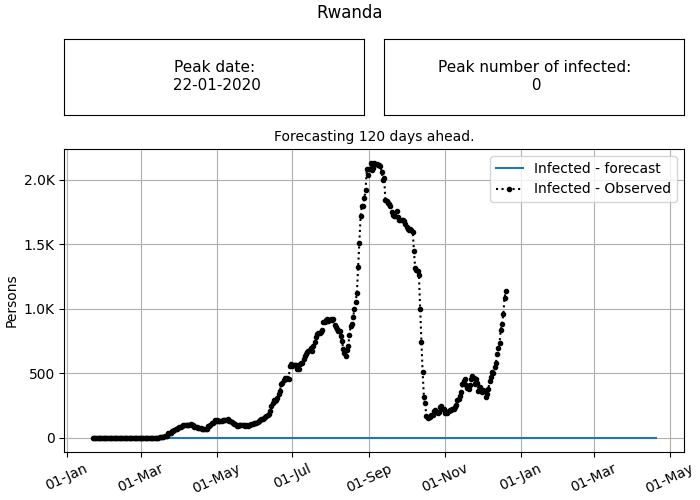 Rwanda
Peak date:
22-01-2020
Peak number of infected:
0
Forecasting 120 days ahead.
Infected - forecast
Infected - Observed
2.0K
1.5K
1.0K
500
0
Persons
01-Jan
01-Mar
01-May
01-Jul
01-Sep
01-Nov
01-Jan
01-Mar
01-May